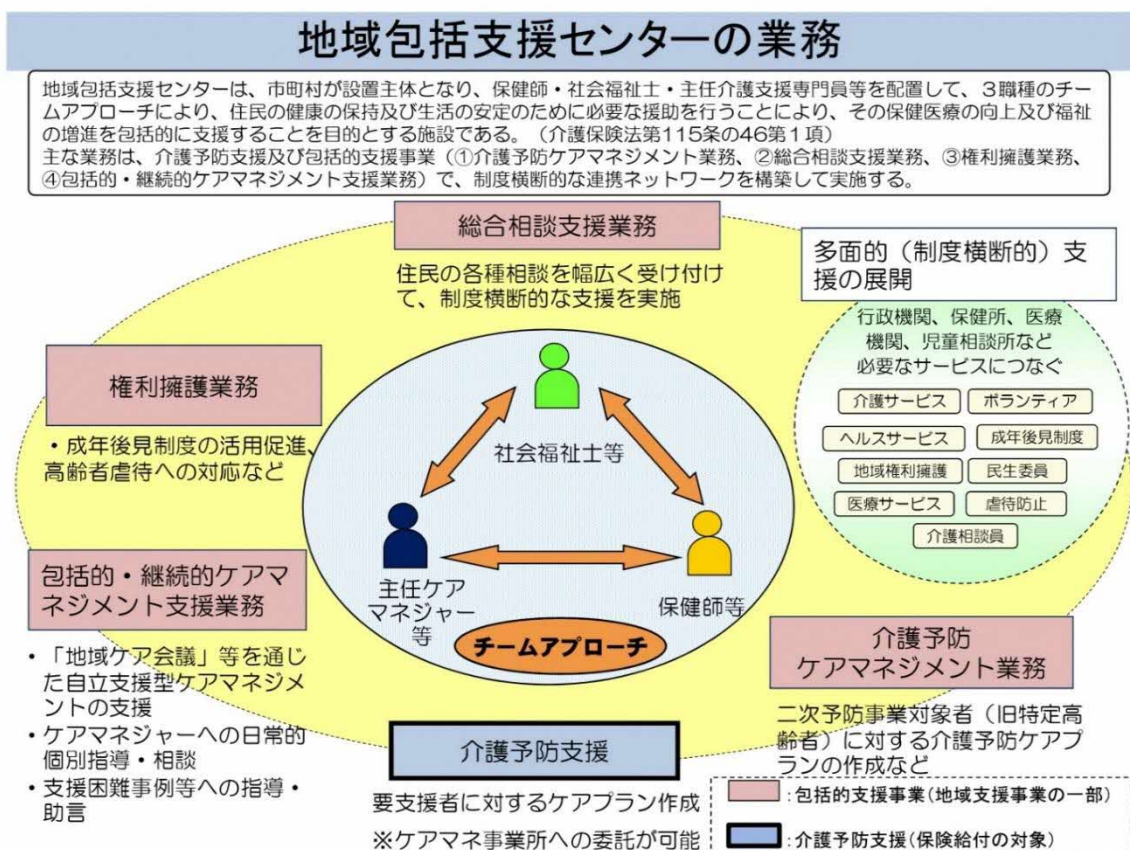 地域包括支援センターの業務
地域包括支援センターは、市町村が設置主体となり、保健師・社会福祉士・主任介護支援専門員等を配置して、３職種のチー
ムアプローチにより、住民の健康の保持及び生活の安定のために必要な援助を行うことにより、その保健医療の向上及び福祉
の増進を包括的に支援することを目的とする施設である。（介護保険法第115条の46第１項）
主な業務は、介護予防支援及び包括的支援事業（①介護予防ケアマネジメント業務、②総合相談支援業務、③権利擁護業務、
④包括的・継続的ケアマネジメント支援業務）で、制度横断的な連携ネットワークを構築して実施する。
総合相談支援業務
住民の各種相談を幅広く受け付け
て、制度横断的な支援を実施
多面的（制度横断的）支
援の展開
行政機関、保健所、医療
機関、児童相談所など
必要なサービスにつなぐ
介護サービス
ボランティア
ヘルスサービス
成年後見制度
地域権利擁護
民生委員
医療サービス
虐待防止
介護相談員
権利擁護業務
・成年後見制度の活用促進、
高齢者虐待への対応など
社会福祉士等
主任ケア
マネジャー
等
保健師等
チームアプローチ
包括的・継続的ケアマ
ネジメント支援業務
・「地域ケア会議」等を通じ
た自立支援型ケアマネジメ
ントの支援
・ケアマネジャーへの日常的
個別指導・相談
・支援困難事例等への指導・
助言
介護予防
ケアマネジメント業務
二次予防事業対象者（旧特定高
齢者）に対する介護予防ケアプ
ランの作成など
介護予防支援
要支援者に対するケアプラン作成
※ケアマネ事業所への委託が可能
：包括的支援事業（地域支援事業の一部）
：介護予防支援（保険給付の対象）